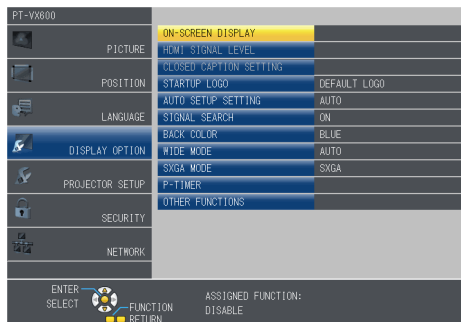 PT-VX600
PICTURE
POSITION
LANGUAGE
DISPLAY OPTION
PROJECTOR SETUP
SECURITY
NETWORK
ON-SCREEN DISPLAY
HDMI SIGNAL LEVEL
CLOSED CAPTION SETTING
STARTUP LOGO DEFAULT LOGO
AUTO SETUP SETTING AUTO
SIGNAL SEARCH ON
BACK COLOR BLUE
WIDE MODE AUTO
SXGA MODE SXGA
P-TIMER
OTHER FUNCTIONS
ENTER
SELECT
FUNCTION
RETURN
ASSIGNED FUNCTION:
DISABLE